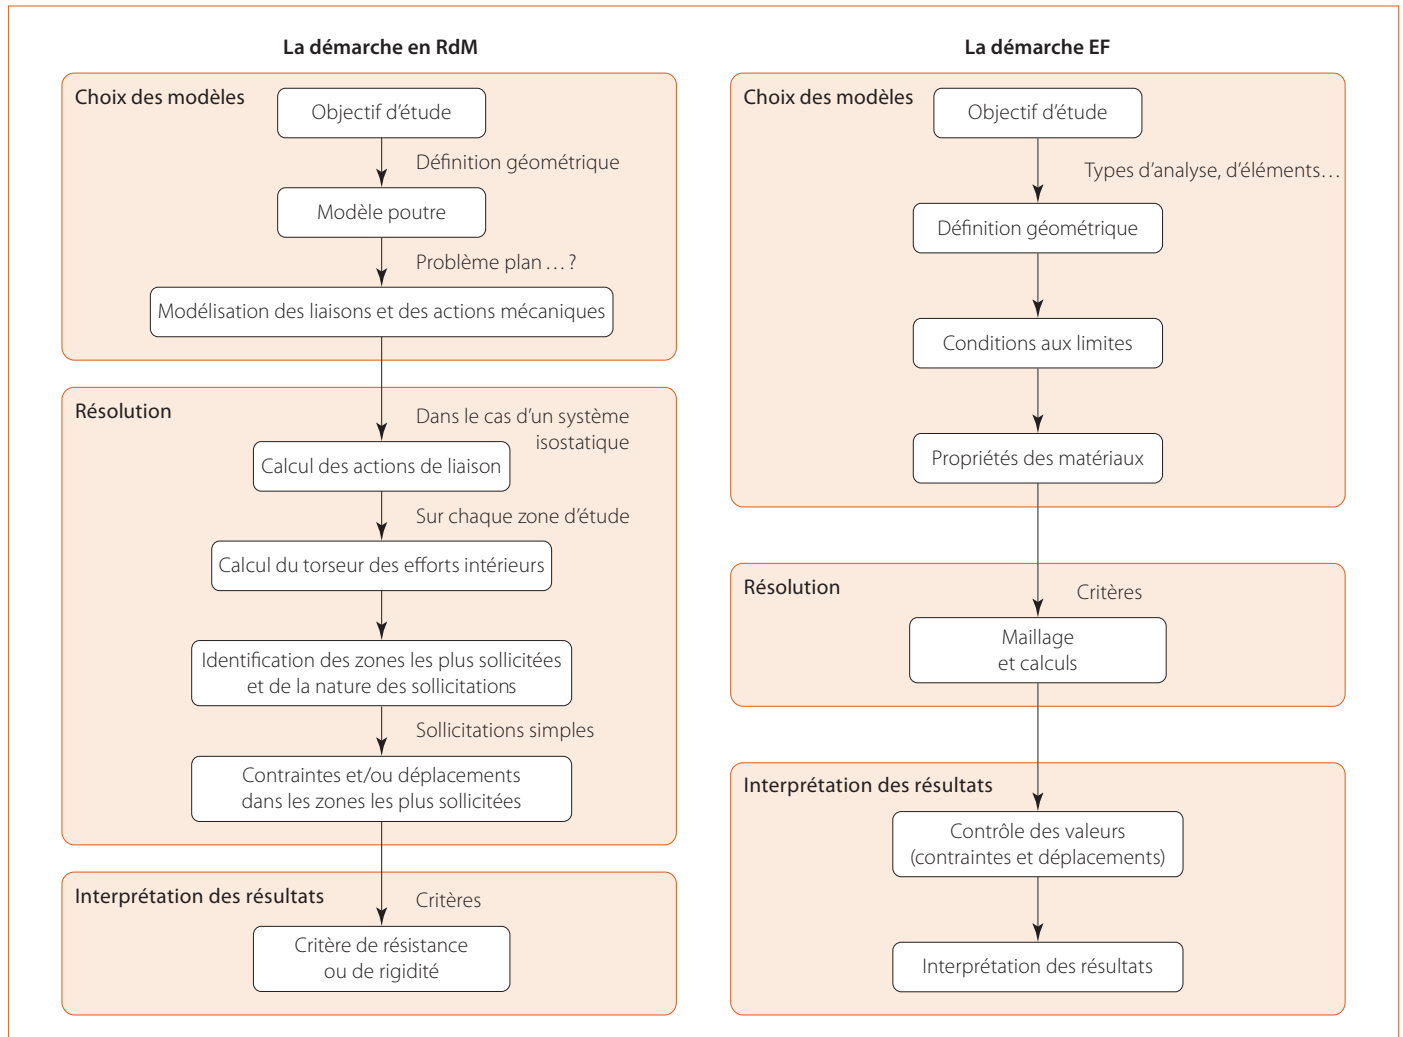 La démarche en RdM
Choix des modèles
Objectif d'étude
Définition géométrique
Modèle poutre
Problème plan … ?
Modélisation des liaisons et des actions mécaniques
Résolution
Dans le cas d'un système
isostatique
Calcul des actions de liaison
Sur chaque zone d'étude
Calcul du torseur des efforts intérieurs
Identification des zones les plus sollicitées
et de la nature des sollicitations
Sollicitations simples
Contraintes et/ou déplacements
dans les zones les plus sollicitées
Interprétation des résultats
Critères
Critère de résistance
ou de rigidité
La démarche EF
Choix des modèles
Objectif d'étude
Types d'analyse, d'éléments…
Définition géométrique
Conditions aux limites
Propriétés des matériaux
Résolution
Critères
Maillage
et calculs
Interprétation des résultats
Contrôle des valeurs
(contraintes et déplacements)
Interprétation des résultats